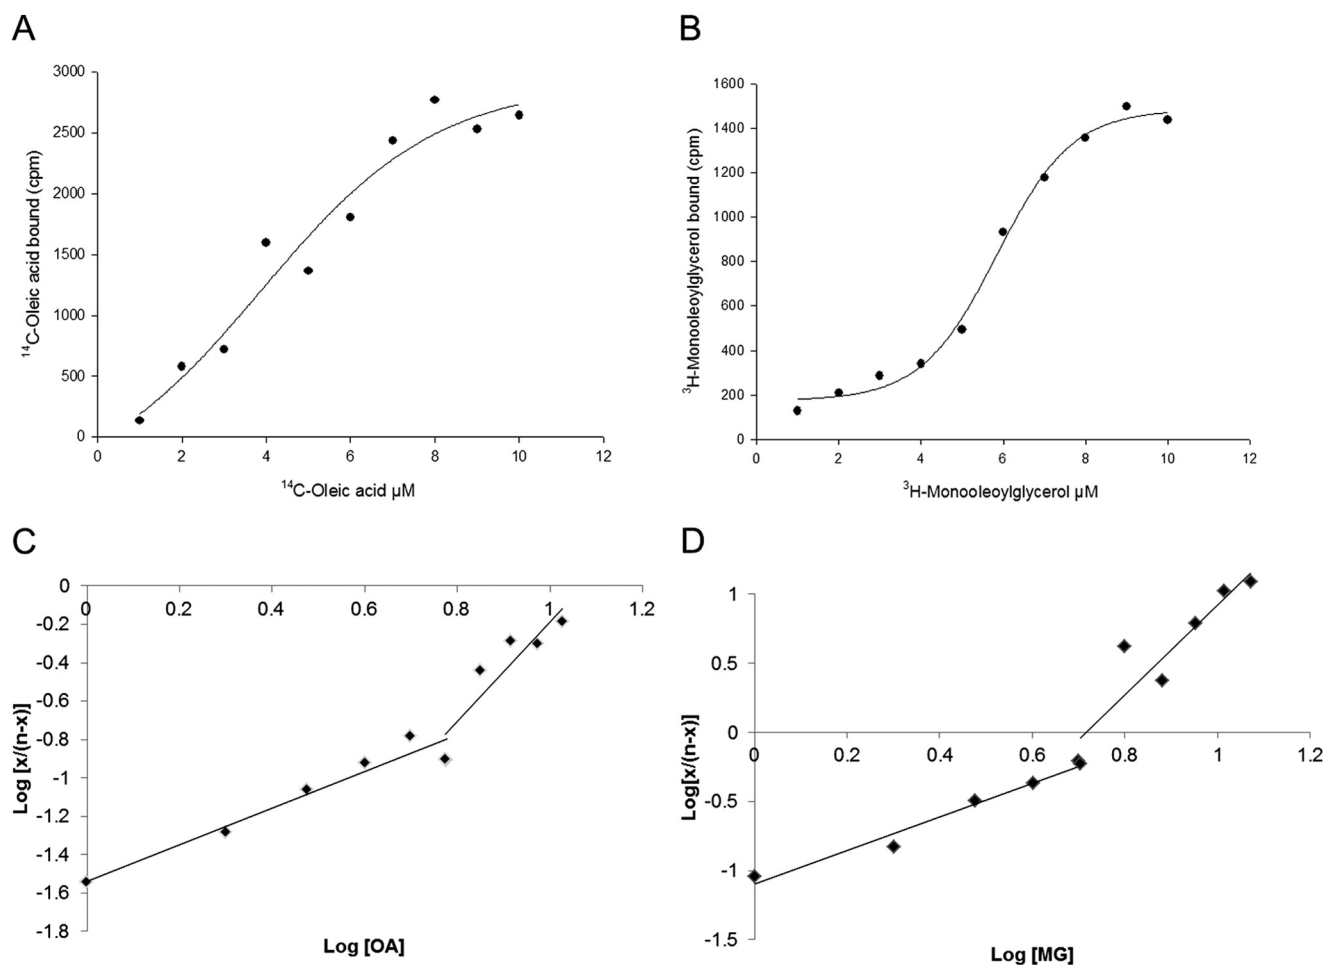 A
3000
2500
2000
1500
1000
500
0
0 2 4 6 8 10 12
¹⁴C-Oleic acid bound (cpm)
¹⁴C-Oleic acid µM
B
1600
1400
1200
1000
800
600
400
200
0
0 2 4 6 8 10 12
³H-Monooleoylglycerol bound (cpm)
³H-Monooleoylglycerol µM
C
0
0 0.2 0.4 0.6 0.8 1 1.2
-0.2
-0.4
-0.6
-0.8
-1
-1.2
-1.4
-1.6
-1.8
Log [x/(n-x)]
Log [OA]
D
1
0.5
0
0 0.2 0.4 0.6 0.8 1 1.2
-0.5
-1
-1.5
Log[x/(n-x)]
Log [MG]